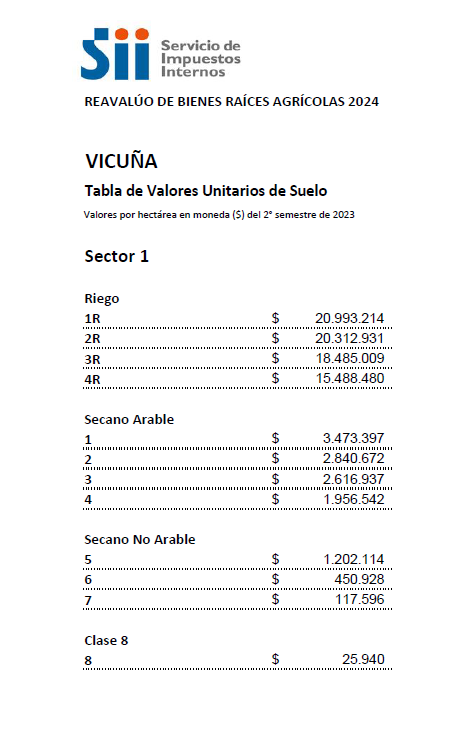 sii Servicio de
Impuestos
Internos
REAVALÚO DE BIENES RAÍCES AGRÍCOLAS 2024
VICUÑA
Tabla de Valores Unitarios de Suelo
Valores por hectárea en moneda ($) del 2° semestre de 2023
Sector 1
Riego
1R $ 20.993.214
2R $ 20.312.931
3R $ 18.485.009
4R $ 15.488.480
Secano Arable
1 $ 3.473.397
2 $ 2.840.672
3 $ 2.616.937
4 $ 1.956.542
Secano No Arable
5 $ 1.202.114
6 $ 450.928
7 $ 117.596
Clase 8
8 $ 25.940